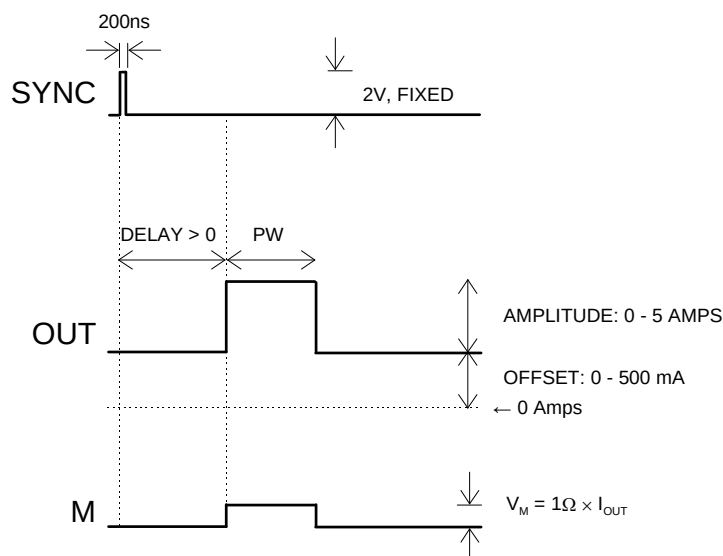 200ns
SYNC
2V, FIXED
DELAY > 0
PW
OUT
AMPLITUDE: 0 - 5 AMPS
OFFSET: 0 - 500 mA
← 0 Amps
M
V_M = 1Ω × I_OUT